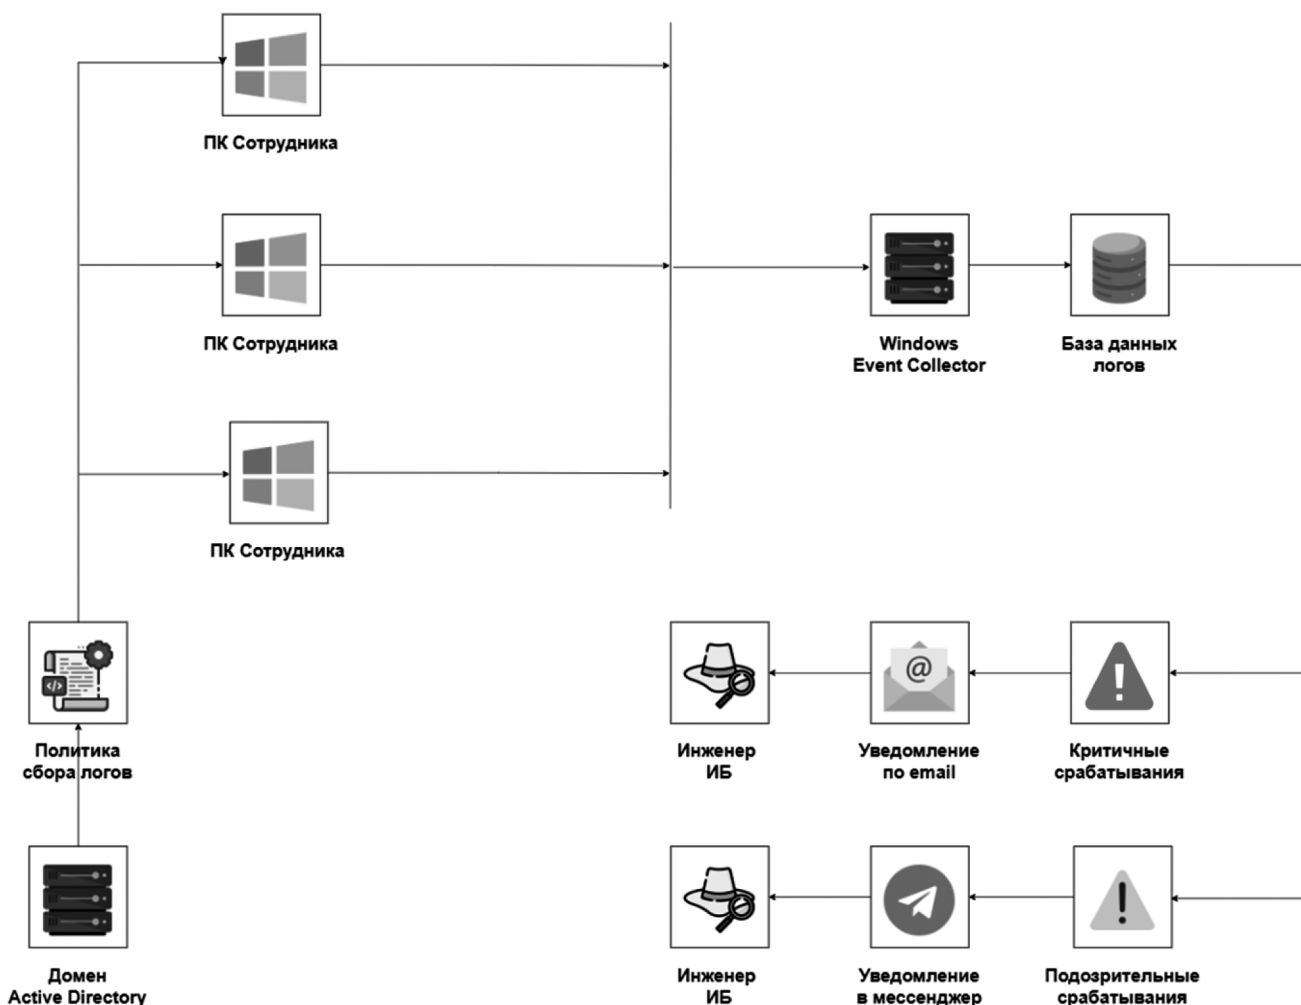 ПК Сотрудника
ПК Сотрудника
Windows
Event Collector
База данных
логов
ПК Сотрудника
</>
Политика
сбора логов
Инженер
ИБ
@
Уведомление
по email
!
Критичные
срабатывания
Домен
Active Directory
Инженер
ИБ
Уведомление
в мессенджер
!
Подозрительные
срабатывания